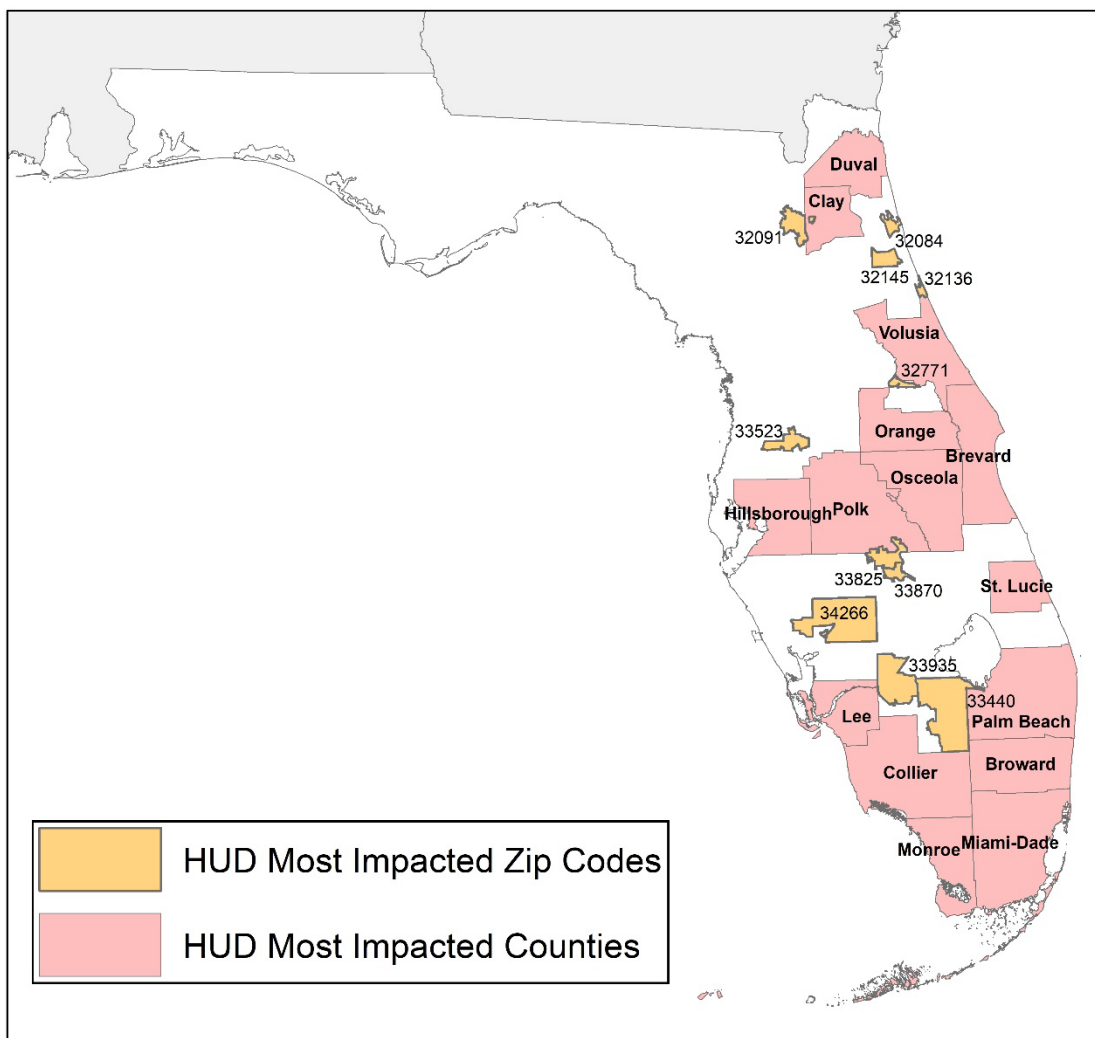 Duval
Clay
32091
32084
32145
32136
Volusia
32771
33523
Orange
Brevard
Osceola
Hillsborough
Polk
33825
33870
St. Lucie
34266
33935
33440
Lee
Palm Beach
Collier
Broward
Monroe
Miami-Dade
HUD Most Impacted Zip Codes
HUD Most Impacted Counties